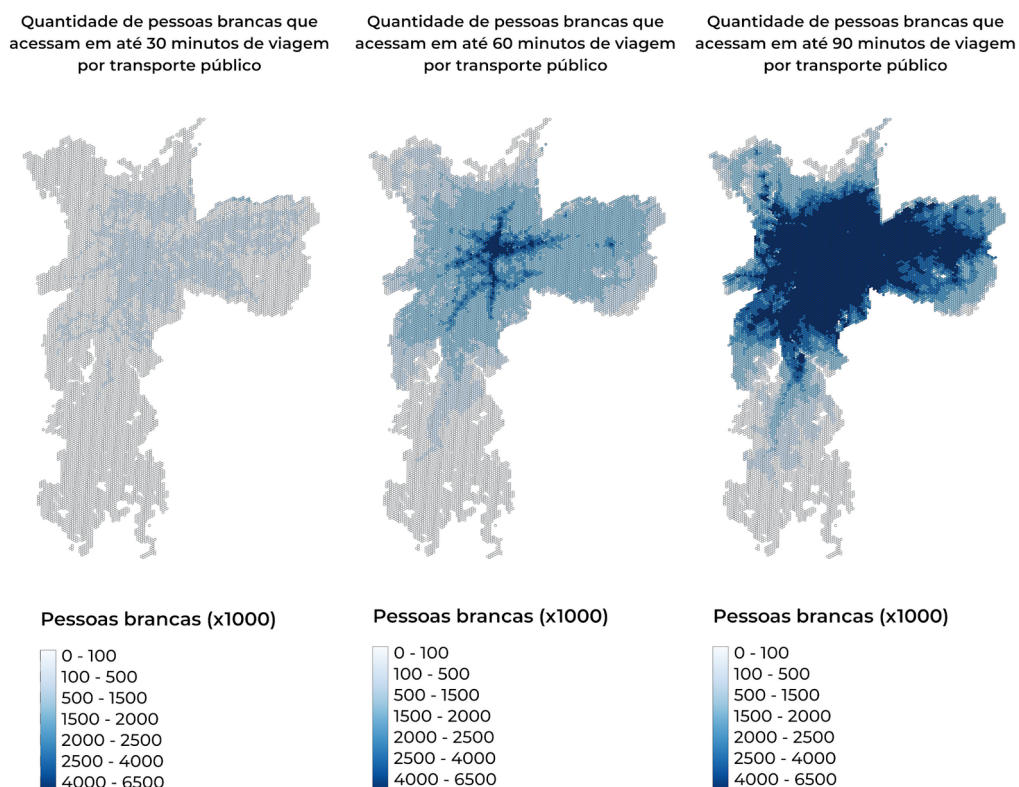 Quantidade de pessoas brancas que
acessam em até 30 minutos de viagem
por transporte público
Quantidade de pessoas brancas que
acessam em até 60 minutos de viagem
por transporte público
Quantidade de pessoas brancas que
acessam em até 90 minutos de viagem
por transporte público
Pessoas brancas (x1000)
0 - 100
100 - 500
500 - 1500
1500 - 2000
2000 - 2500
2500 - 4000
4000 - 6500
Pessoas brancas (x1000)
0 - 100
100 - 500
500 - 1500
1500 - 2000
2000 - 2500
2500 - 4000
4000 - 6500
Pessoas brancas (x1000)
0 - 100
100 - 500
500 - 1500
1500 - 2000
2000 - 2500
2500 - 4000
4000 - 6500